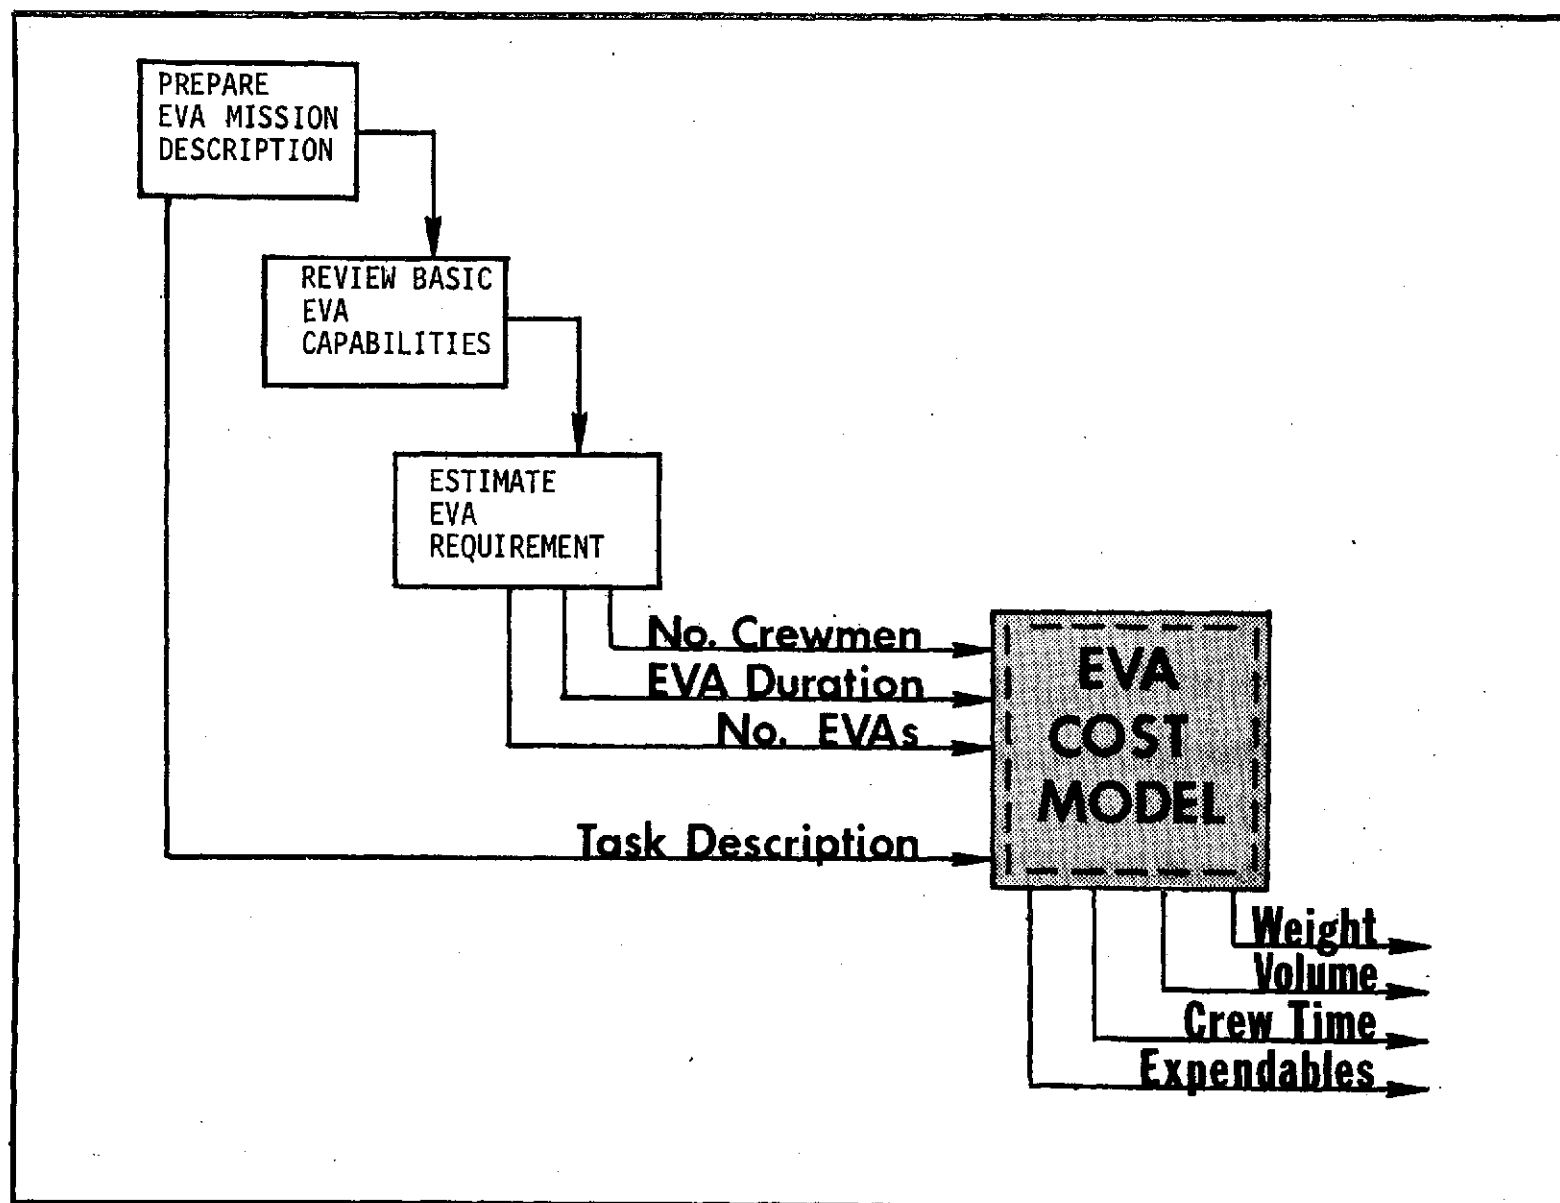 PREPARE
EVA MISSION
DESCRIPTION
REVIEW BASIC
EVA
CAPABILITIES
ESTIMATE
EVA
REQUIREMENT
No. Crewmen
EVA Duration
No. EVAs
Task Description
EVA
COST
MODEL
Weight
Volume
Crew Time
Expendables